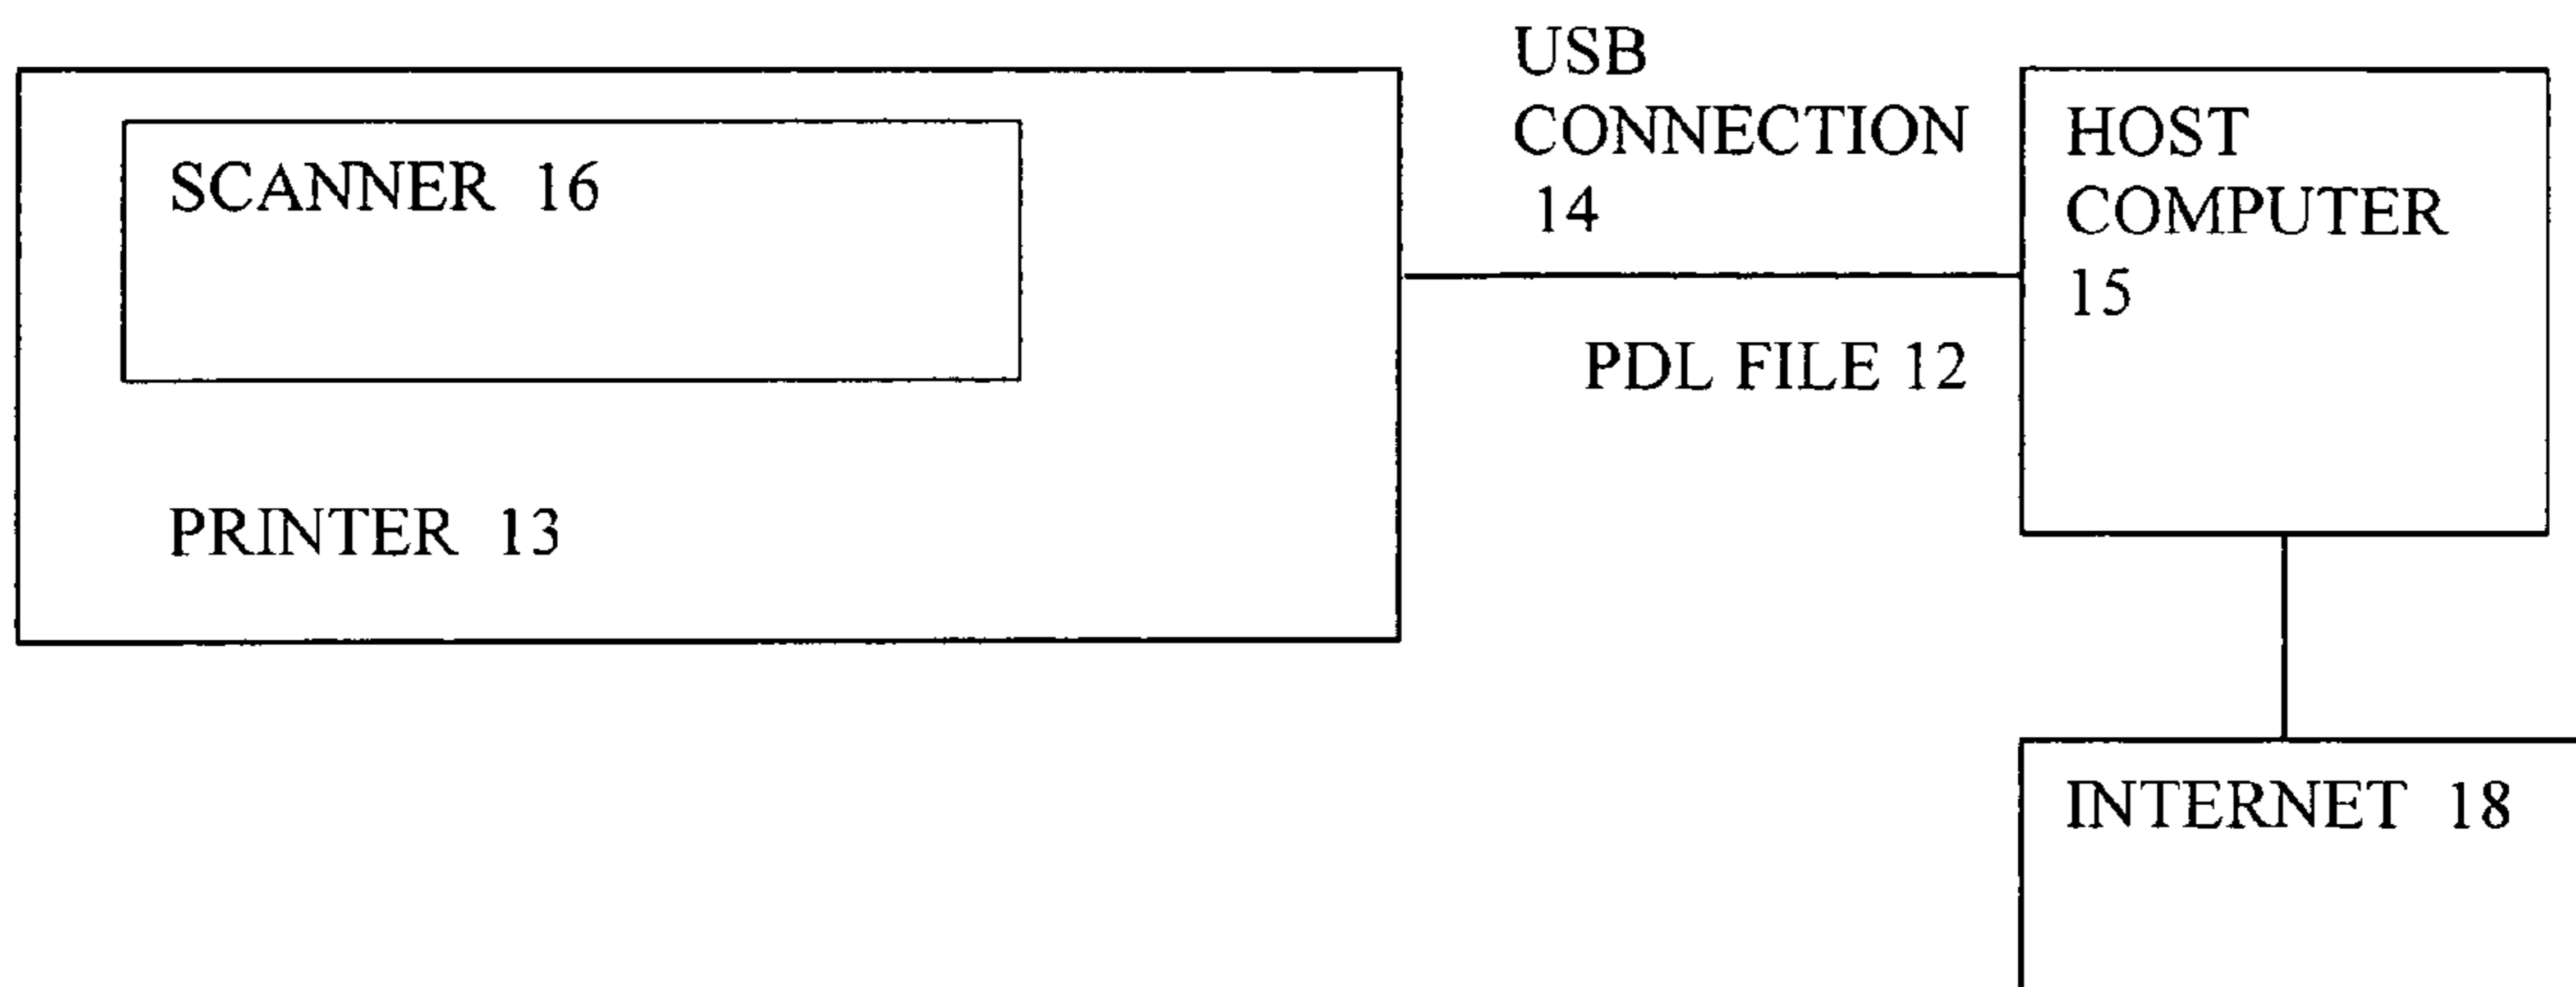 SCANNER 16
PRINTER 13
USB
CONNECTION
14
PDL FILE 12
HOST
COMPUTER
15
INTERNET 18